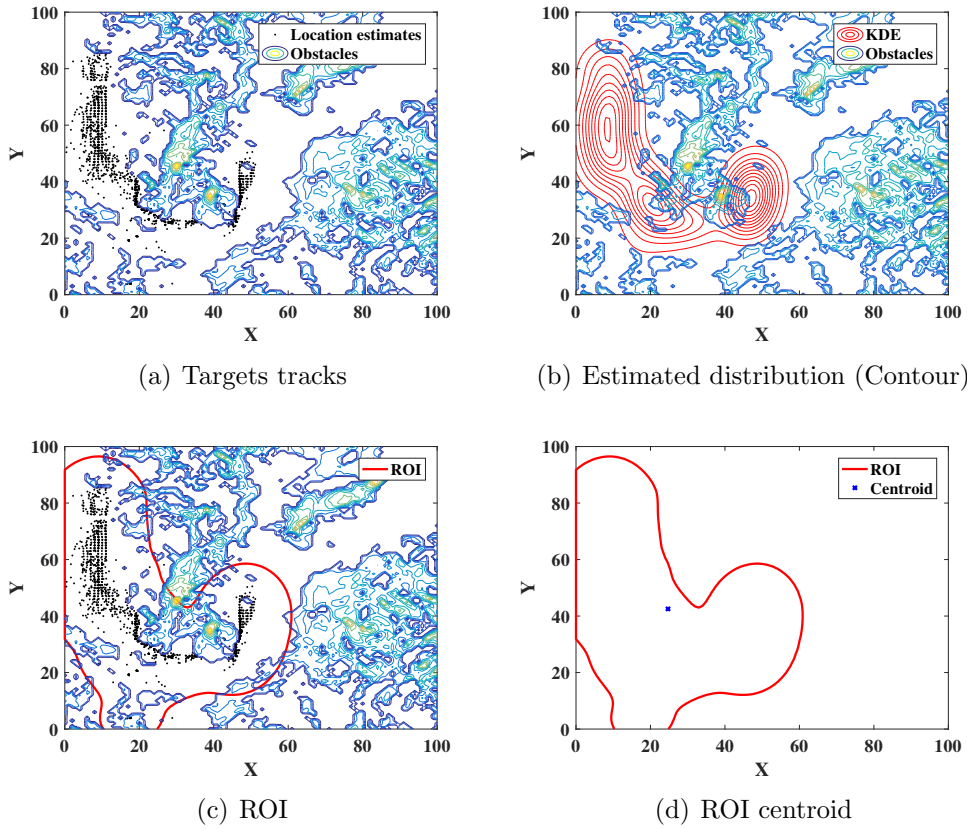 100
80
60
40
20
0
Y
0 20 40 60 80 100
X
Location estimates
Obstacles
(a) Targets tracks
100
80
60
40
20
0
Y
0 20 40 60 80 100
X
KDE
Obstacles
(b) Estimated distribution (Contour)
100
80
60
40
20
0
Y
0 20 40 60 80 100
X
ROI
(c) ROI
100
80
60
40
20
0
Y
0 20 40 60 80 100
X
ROI
Centroid
(d) ROI centroid